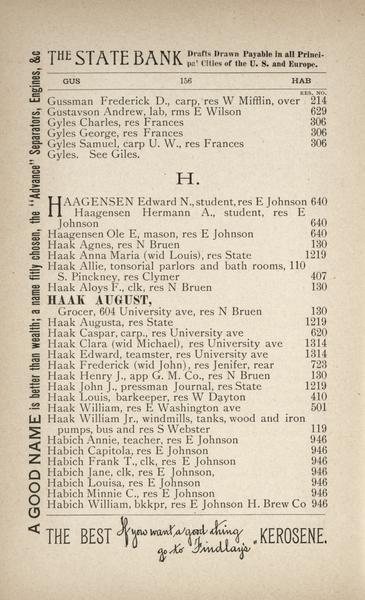 THE STATE BANK Drafts Drawn Payable in all Princi-
pal Cities of the U. S. and Europe.
GUS 156 HAB
RES. NO.
Gussman Frederick D., carp, res W Mifflin, over 214
Gustavson Andrew, lab, rms E Wilson 629
Gyles Charles, res Frances 306
Gyles George, res Frances 306
Gyles Samuel, carp U. W., res Frances 306
Gyles. See Giles.
H.
HAAGENSEN Edward N., student, res E Johnson 640
Haagensen Hermann A., student, res E
Johnson 640
Haagensen Ole E, mason, res E Johnson 640
Haak Agnes, res N Bruen 130
Haak Anna Maria (wid Louis), res State 1219
Haak Allie, tonsorial parlors and bath rooms, 110
S. Pinckney, res Clymer 407
Haak Aloys F., clk, res N Bruen 130
HAAK AUGUST,
Grocer, 604 University ave, res N Bruen 130
Haak Augusta, res State 1219
Haak Caspar, carp., res University ave 620
Haak Clara (wid Michael), res University ave 1314
Haak Edward, teamster, res University ave 1314
Haak Frederick (wid John), res Jenifer, rear 723
Haak Henry J., app G. M. Co., res N Bruen 130
Haak John J., pressman Journal, res State 1219
Haak Louis, barkeeper, res W Dayton 410
Haak William, res E Washington ave 501
Haak William Jr., windmills, tanks, wood and iron
pumps, bus and res S Webster 119
Habich Annie, teacher, res E Johnson 946
Habich Capitola, res E Johnson 946
Habich Frank T., clk, res E Johnson 946
Habich Jane, clk, res E Johnson, 946
Habich Louisa, res E Johnson 946
Habich Minnie C., res E Johnson 946
Habich William, bkkpr, res E Johnson H. Brew Co 946
THE BEST If you want a good thing go to Findlay's KEROSENE.
A GOOD NAME is better than wealth; a name fitly chosen, the "Advance" Separators, Engines, &c